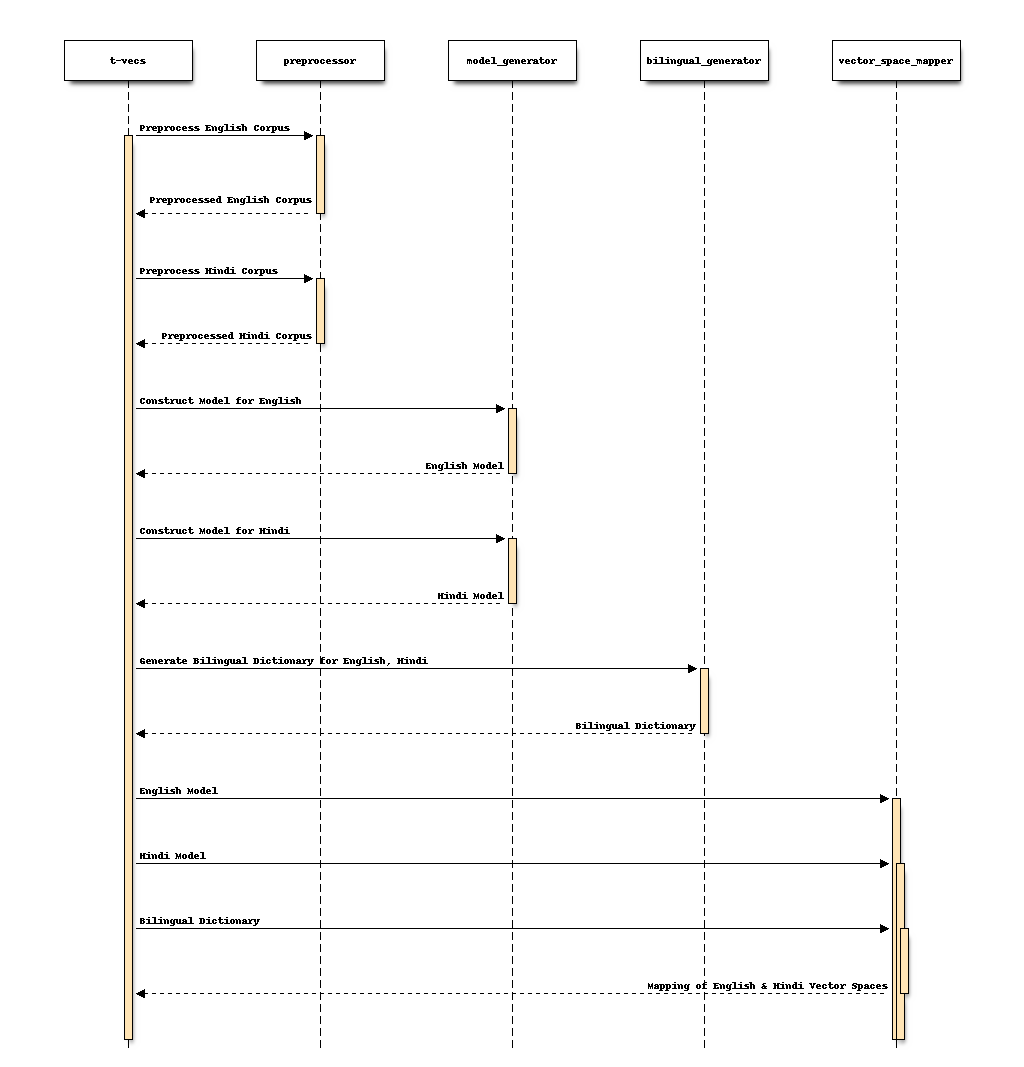 t-vecs
preprocessor
model_generator
bilingual_generator
vector_space_mapper
Preprocess English Corpus
Preprocessed English Corpus
Preprocess Hindi Corpus
Preprocessed Hindi Corpus
Construct Model for English
English Model
Construct Model for Hindi
Hindi Model
Generate Bilingual Dictionary for English, Hindi
Bilingual Dictionary
English Model
Hindi Model
Bilingual Dictionary
Mapping of English & Hindi Vector Spaces